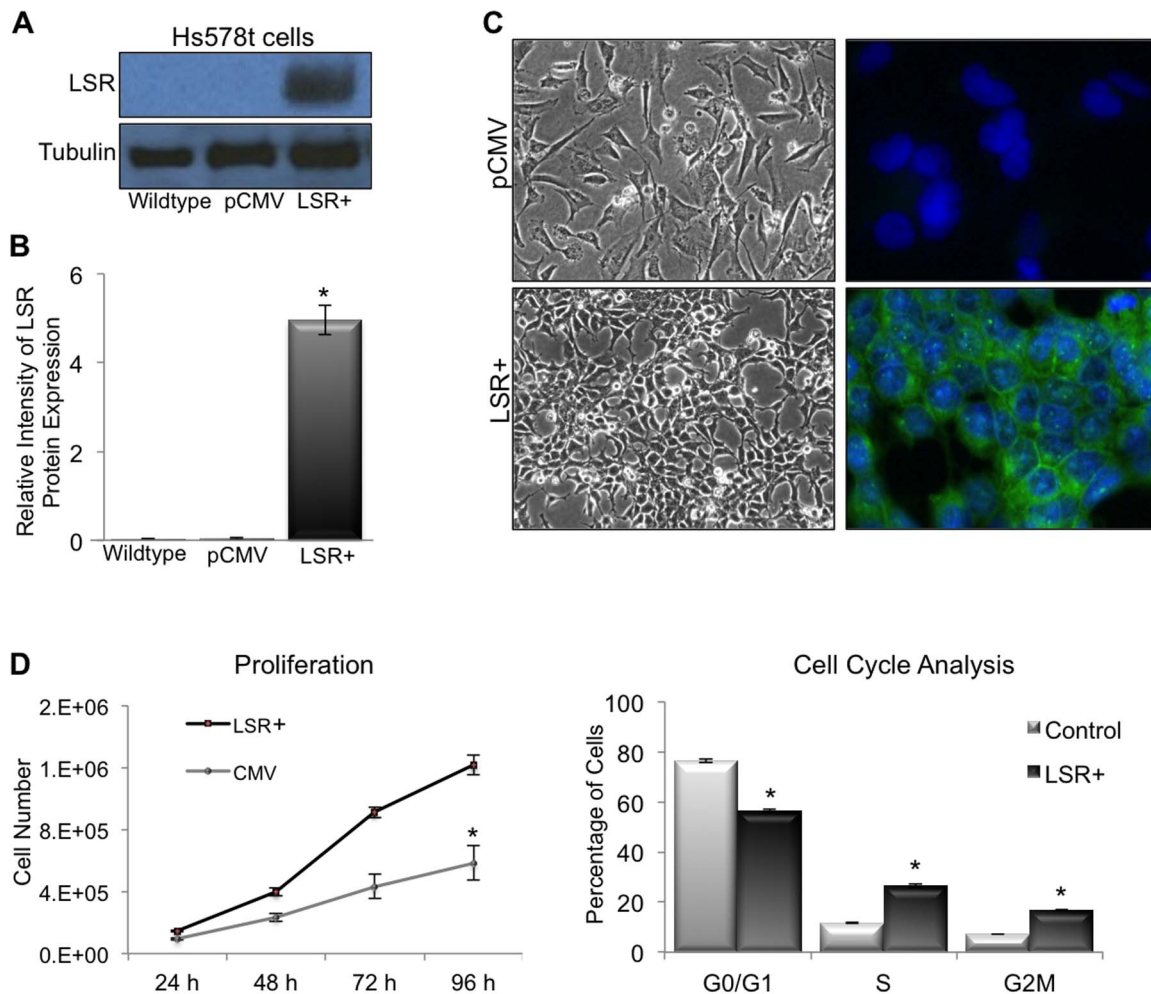 A
Hs578t cells
LSR
Tubulin
Wildtype pCMV LSR+
B
Relative Intensity of LSR
Protein Expression
6
4
2
0
*
Wildtype pCMV LSR+
C
pCMV
LSR+
D
Proliferation
Cell Number
2.E+06
1.E+06
8.E+05
4.E+05
0.E+00
LSR+
CMV
*
24 h 48 h 72 h 96 h
Cell Cycle Analysis
Percentage of Cells
100
80
60
40
20
0
Control
LSR+
*
*
*
G0/G1 S G2M